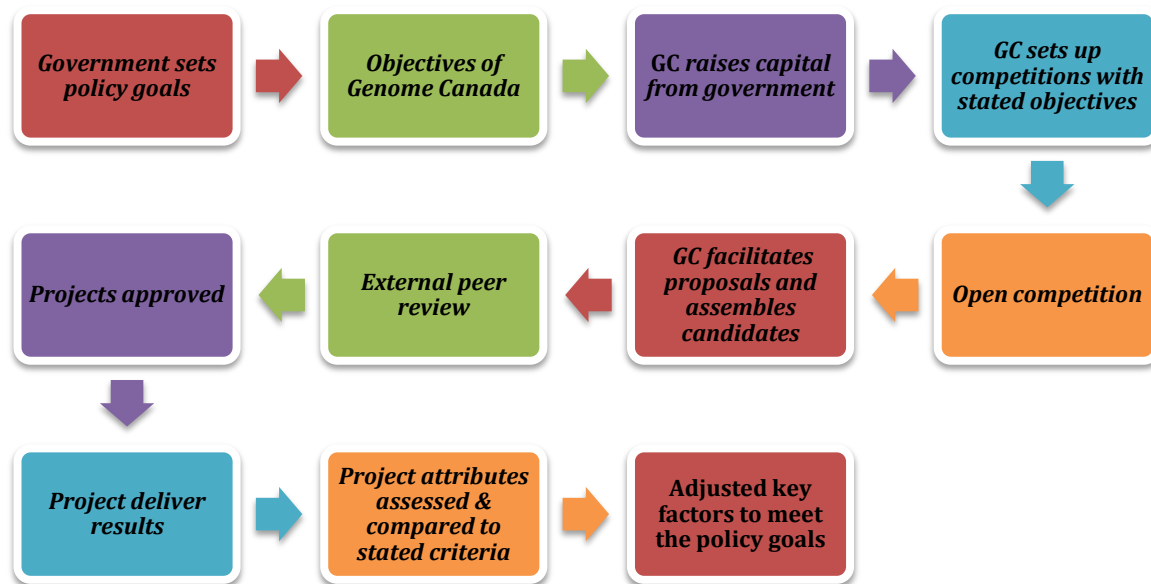 Government sets
policy goals
Objectives of
Genome Canada
GC raises capital
from government
GC sets up
competitions with
stated objectives
Open competition
GC facilitates
proposals and
assembles
candidates
External peer
review
Projects approved
Project deliver
results
Project attributes
assessed &
compared to
stated criteria
Adjusted key
factors to meet
the policy goals